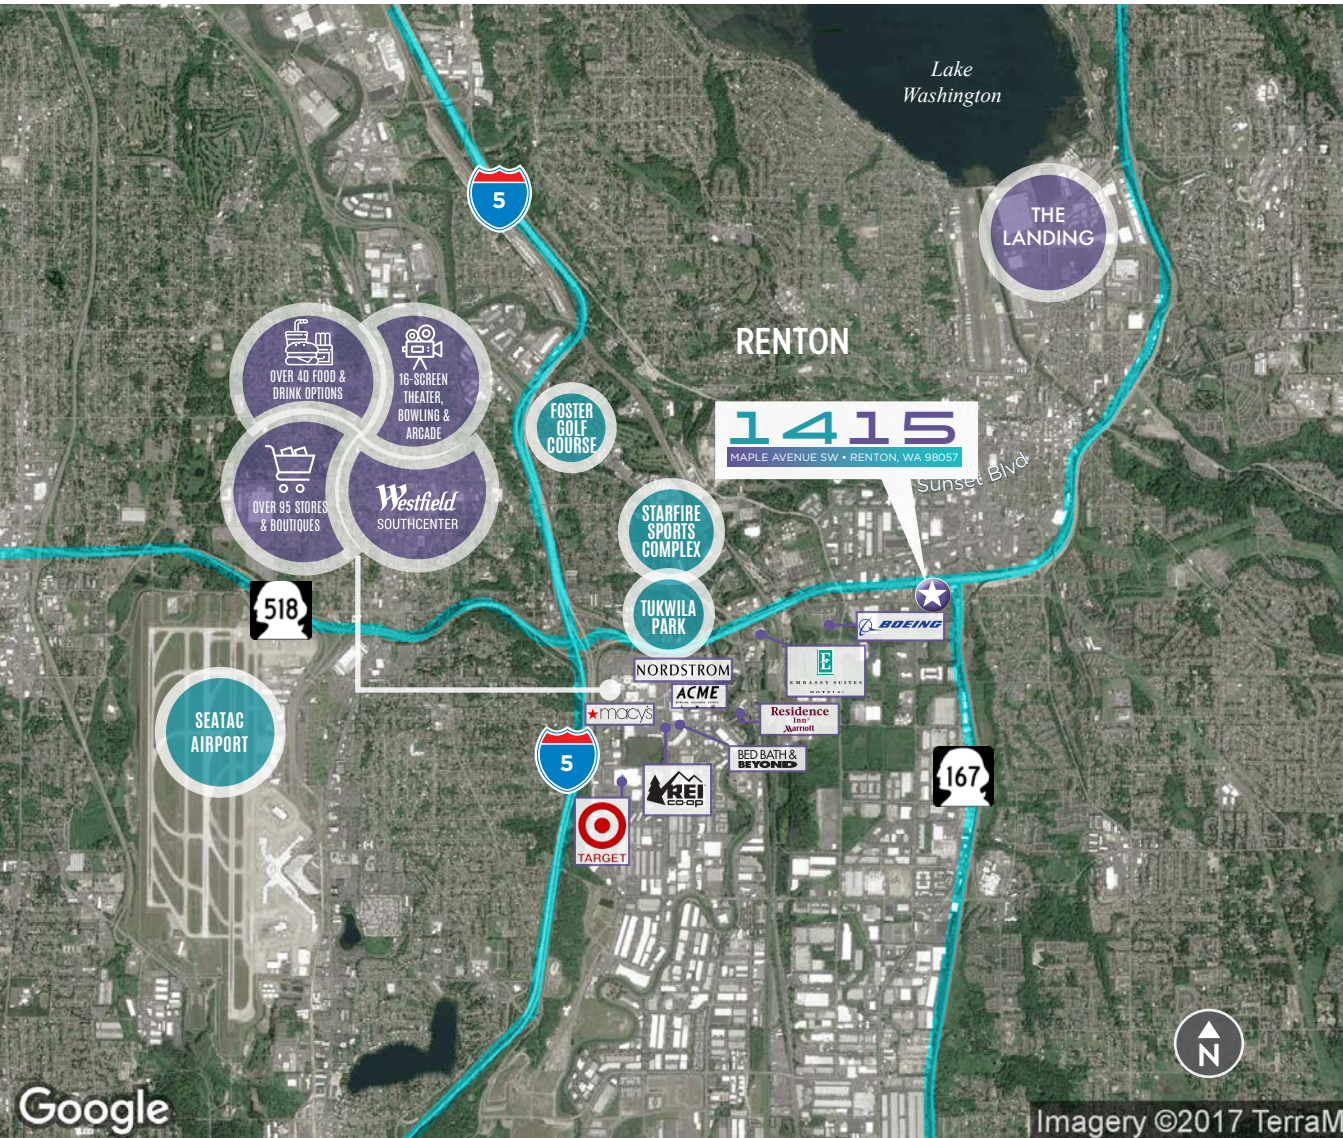 Lake
Washington
5
THE
LANDING
RENTON
OVER 40 FOOD &
DRINK OPTIONS
16-SCREEN
THEATER,
BOWLING &
ARCADE
FOSTER
GOLF
COURSE
1415
MAPLE AVENUE SW • RENTON, WA 98057
Sunset Blvd
OVER 95 STORES
& BOUTIQUES
Westfield
SOUTHCENTER
STARFIRE
SPORTS
COMPLEX
518
TUKWILA
PARK
BOEING
NORDSTROM
E
EMBASSY SUITES
HOTELS
ACME
macy's
Residence
Inn
Marriott
SEATAC
AIRPORT
5
BED BATH &
BEYOND
167
REI
co·op
TARGET
N
Google
Imagery ©2017 TerraM